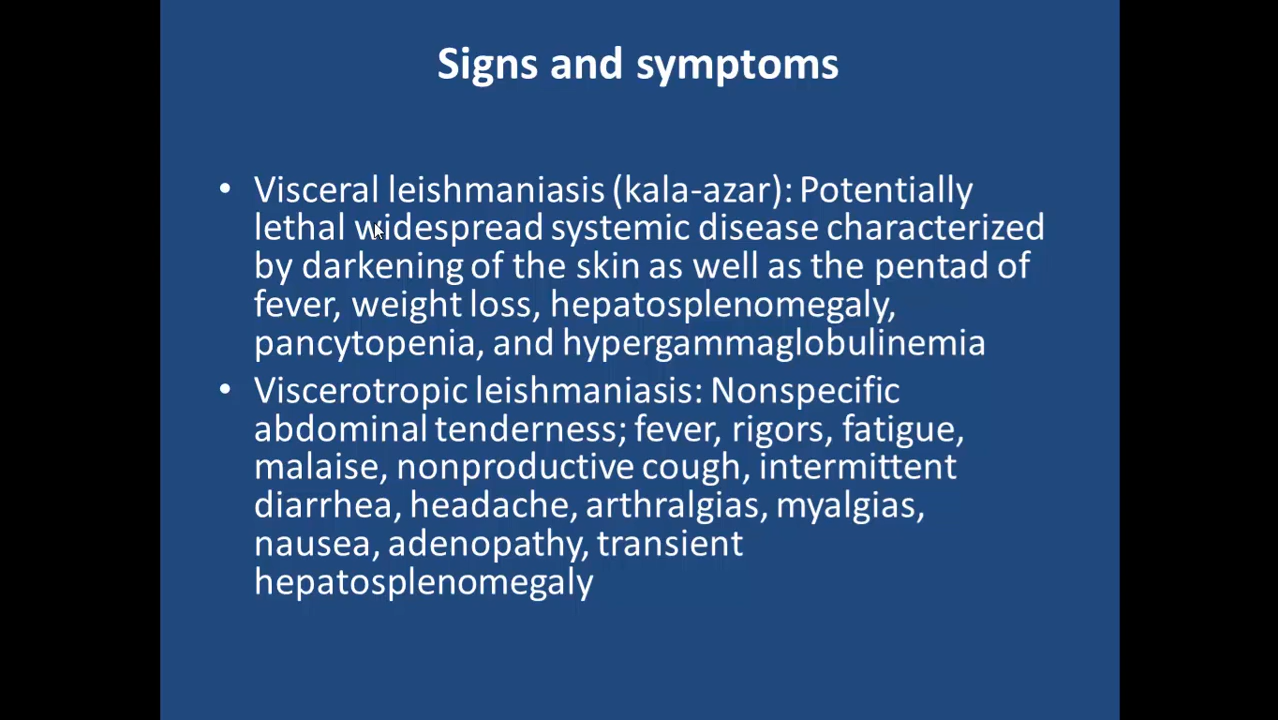 Signs and symptoms
• Visceral leishmaniasis (kala-azar): Potentially
lethal widespread systemic disease characterized
by darkening of the skin as well as the pentad of
fever, weight loss, hepatosplenomegaly,
pancytopenia, and hypergammaglobulinemia
• Viscerotropic leishmaniasis: Nonspecific
abdominal tenderness; fever, rigors, fatigue,
malaise, nonproductive cough, intermittent
diarrhea, headache, arthralgias, myalgias,
nausea, adenopathy, transient
hepatosplenomegaly